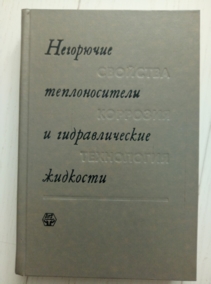 Негорючие
СВОЙСТВА
теплоносители
КОРРОЗИЯ
и гидравлические
ТЕХНОЛОГИЯ
жидкости